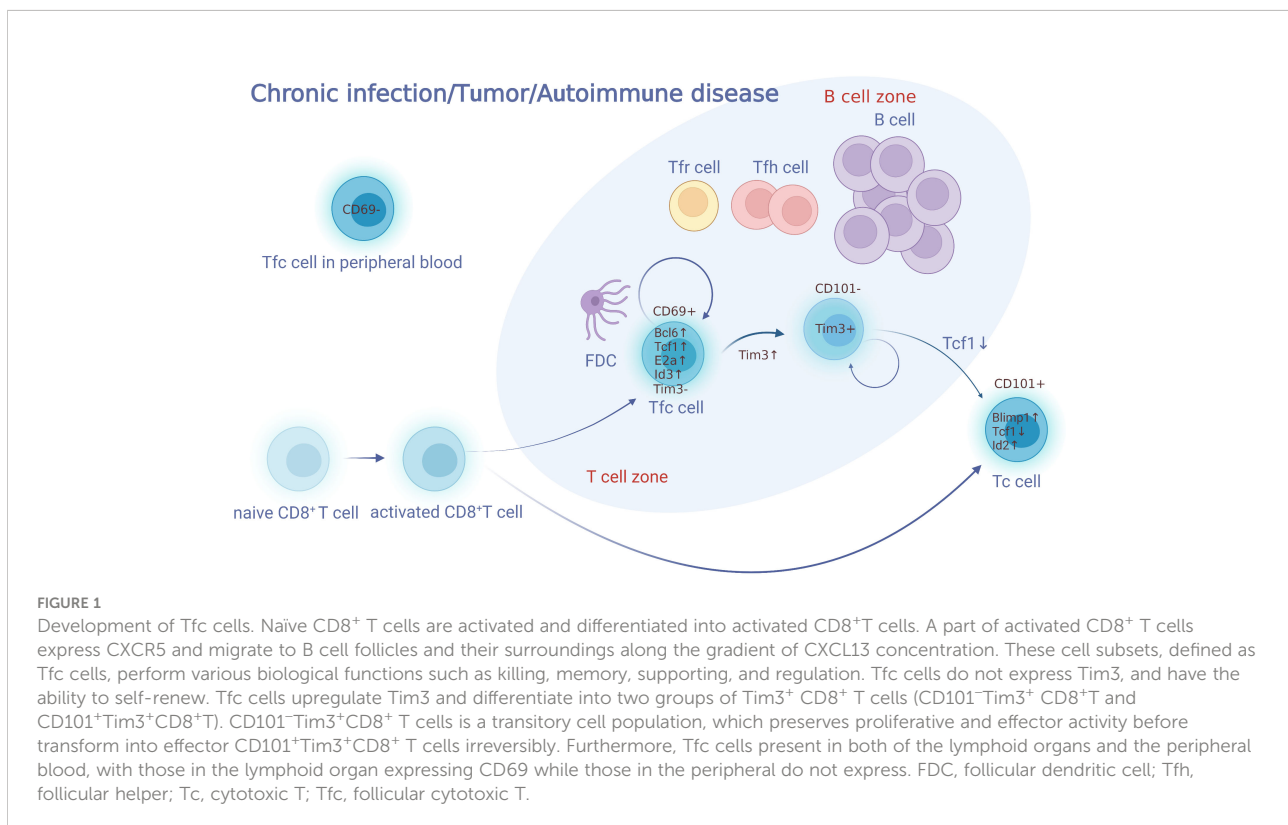 Chronic infection/Tumor/Autoimmune disease
B cell zone
B cell
Tfr cell
Tfh cell
CD69-
Tfc cell in peripheral blood
CD101-
CD69+
Bcl6↑
Tcf1↑
E2a↑
Id3↑
Tim3-
Tfc cell
FDC
Tim3↑
Tim3+
Tcf1↓
CD101+
Blimp1↑
Tcf1↓
Id2↑
Tc cell
T cell zone
naive CD8⁺ T cell
activated CD8⁺T cell
FIGURE 1
Development of Tfc cells. Naïve CD8⁺ T cells are activated and differentiated into activated CD8⁺T cells. A part of activated CD8⁺ T cells
express CXCR5 and migrate to B cell follicles and their surroundings along the gradient of CXCL13 concentration. These cell subsets, defined as
Tfc cells, perform various biological functions such as killing, memory, supporting, and regulation. Tfc cells do not express Tim3, and have the
ability to self-renew. Tfc cells upregulate Tim3 and differentiate into two groups of Tim3⁺ CD8⁺ T cells (CD101⁻Tim3⁺ CD8⁺T and
CD101⁺Tim3⁺CD8⁺T). CD101⁻Tim3⁺CD8⁺ T cells is a transitory cell population, which preserves proliferative and effector activity before
transform into effector CD101⁺Tim3⁺CD8⁺ T cells irreversibly. Furthermore, Tfc cells present in both of the lymphoid organs and the peripheral
blood, with those in the lymphoid organ expressing CD69 while those in the peripheral do not express. FDC, follicular dendritic cell; Tfh,
follicular helper; Tc, cytotoxic T; Tfc, follicular cytotoxic T.